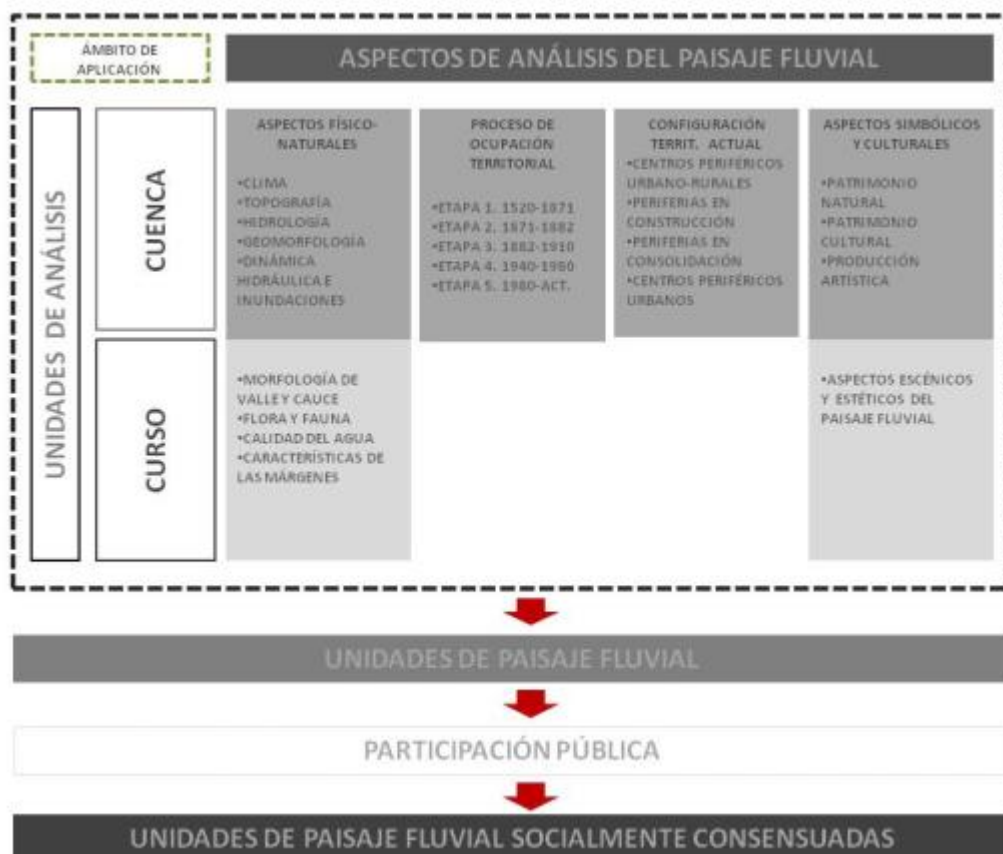 ÁMBITO DE
APLICACIÓN
ASPECTOS DE ANÁLISIS DEL PAISAJE FLUVIAL
UNIDADES DE ANÁLISIS
CUENCA
ASPECTOS FÍSICO-
NATURALES
•CLIMA
•TOPOGRAFÍA
•HIDROLOGÍA
•GEOMORFOLOGÍA
•DINÁMICA
HIDRÁULICA E
INUNDACIONES
PROCESO DE
OCUPACIÓN
TERRITORIAL
•ETAPA 1. 1520-1871
•ETAPA 2. 1871-1882
•ETAPA 3. 1882-1910
•ETAPA 4. 1940-1980
•ETAPA 5. 1980-ACT.
CONFIGURACIÓN
TERRIT. ACTUAL
•CENTROS PERIFÉRICOS
URBANO-RURALES
•PERIFERIAS EN
CONSTRUCCIÓN
•PERIFERIAS EN
CONSOLIDACIÓN
•CENTROS PERIFÉRICOS
URBANOS
ASPECTOS SIMBÓLICOS
Y CULTURALES
•PATRIMONIO
NATURAL
•PATRIMONIO
CULTURAL
•PRODUCCIÓN
ARTÍSTICA
CURSO
•MORFOLOGÍA DE
VALLE Y CAUCE
•FLORA Y FAUNA
•CALIDAD DEL AGUA
•CARACTERÍSTICAS DE
LAS MÁRGENES
•ASPECTOS ESCÉNICOS
Y ESTÉTICOS DEL
PAISAJE FLUVIAL
UNIDADES DE PAISAJE FLUVIAL
PARTICIPACIÓN PÚBLICA
UNIDADES DE PAISAJE FLUVIAL SOCIALMENTE CONSENSUADAS